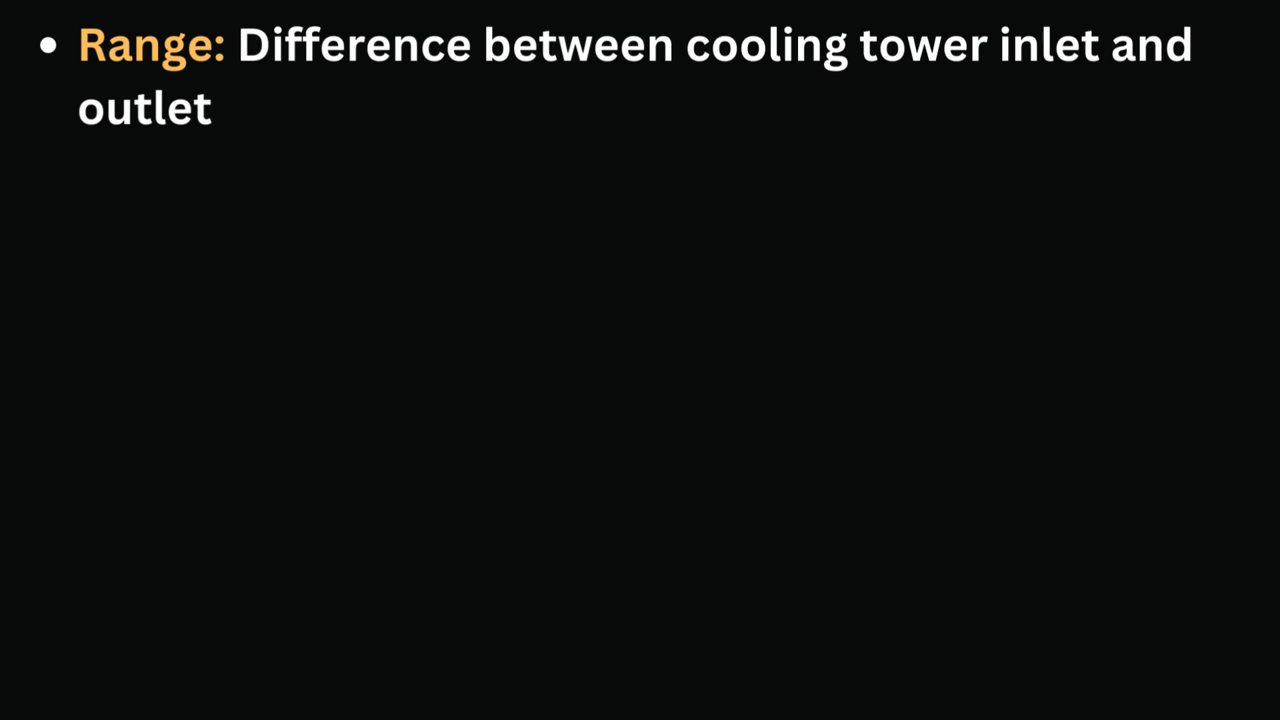 • Range: Difference between cooling tower inlet and
outlet